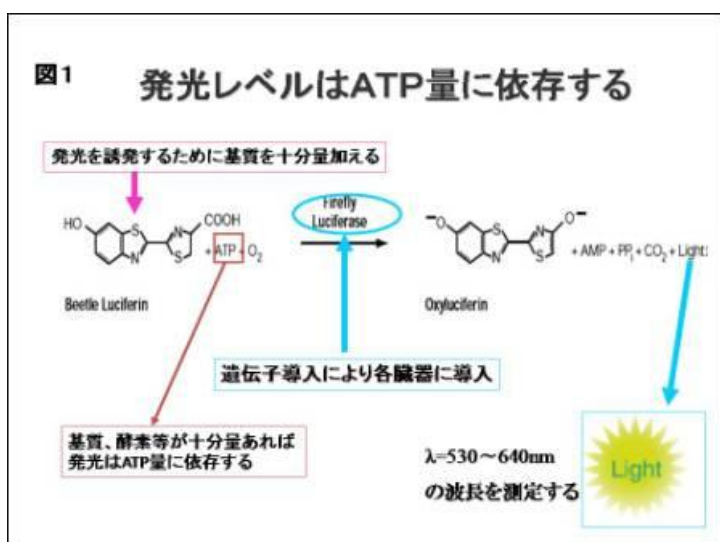 図1
発光レベルはATP量に依存する
発光を誘発するために基質を十分量加える
HO
S
N
N
S
COOH
+ ATP + O2
Firefly
Luciferase
−O
S
N
N
S
O−
+ AMP + PPi + CO2 + Light
Beetle Luciferin
Oxyluciferin
遺伝子導入により各臓器に導入
基質、酵素等が十分量あれば
発光はATP量に依存する
λ=530～640nm
の波長を測定する
Light